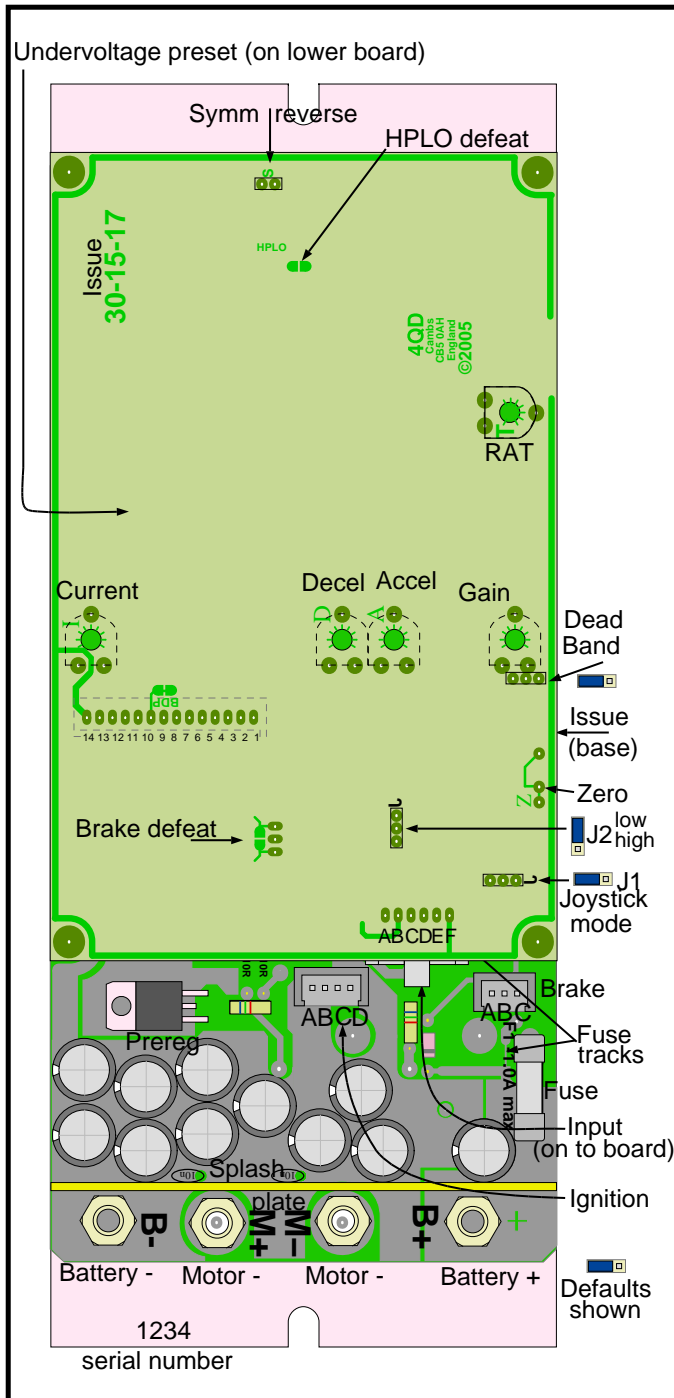 Undervoltage preset (on lower board)
Symm reverse
HPLO defeat
S
HPLO
Issue
30-15-17
4QD
Cambs
CB5 0AH
England
©2005
T
RAT
Current
Decel
Accel
Gain
I
D
A
Dead
Band
BDP
14 13 12 11 10 9 8 7 6 5 4 3 2 1
Issue
(base)
Z
Zero
Brake defeat
J
J2
low
high
J
J1
Joystick
mode
ABCDEF
Prereg
ABCD
ABC
Brake
F1 1.0A max
Fuse
tracks
Fuse
Input
(on to board)
Splash
plate
10n
10n
Ignition
B-
M+
M-
B+
+
Battery -
Motor -
Motor -
Battery +
Defaults
shown
1234
serial number